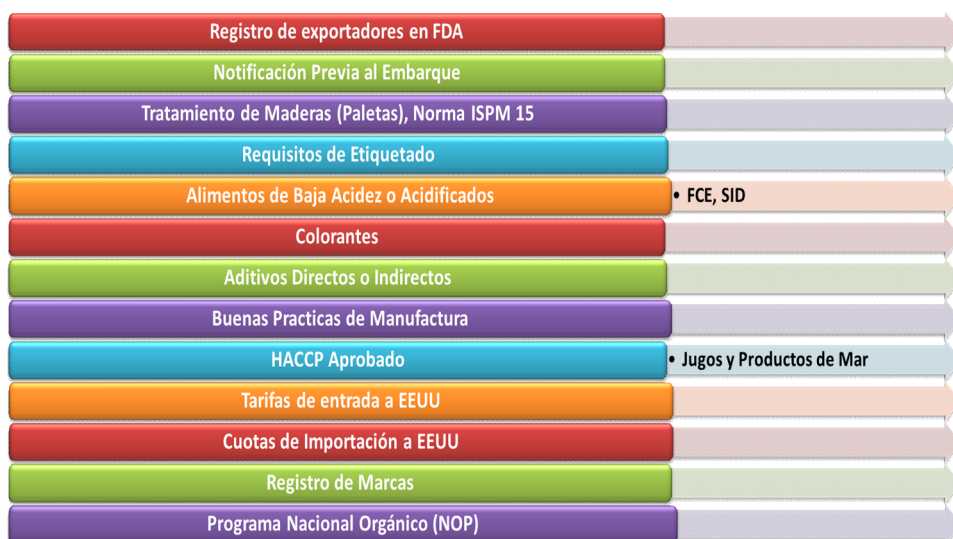 Registro de exportadores en FDA
Notificación Previa al Embarque
Tratamiento de Maderas (Paletas), Norma ISPM 15
Requisitos de Etiquetado
Alimentos de Baja Acidez o Acidificados • FCE, SID
Colorantes
Aditivos Directos o Indirectos
Buenas Practicas de Manufactura
HACCP Aprobado • Jugos y Productos de Mar
Tarifas de entrada a EEUU
Cuotas de Importación a EEUU
Registro de Marcas
Programa Nacional Orgánico (NOP)